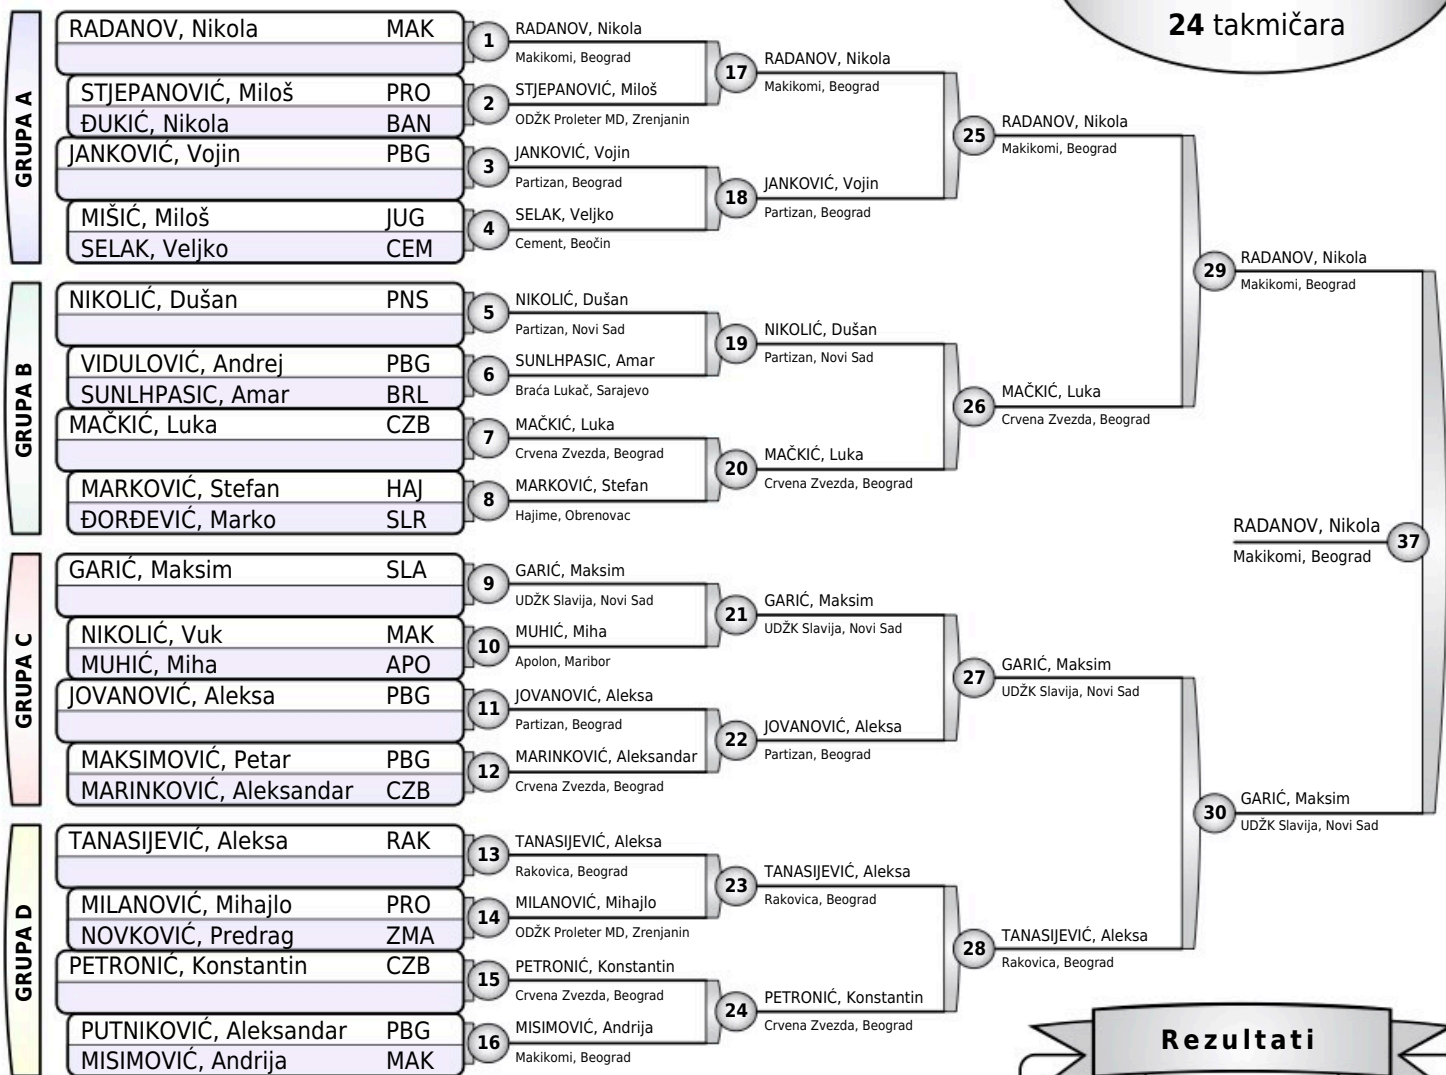 24 takmičara
GRUPA A
RADANOV, Nikola MAK
STJEPANOVIĆ, Miloš PRO
ĐUKIĆ, Nikola BAN
JANKOVIĆ, Vojin PBG
MIŠIĆ, Miloš JUG
SELAK, Veljko CEM
GRUPA B
NIKOLIĆ, Dušan PNS
VIDULOVIĆ, Andrej PBG
SUNLHPASIC, Amar BRL
MAČKIĆ, Luka CZB
MARKOVIĆ, Stefan HAJ
ĐORĐEVIĆ, Marko SLR
GRUPA C
GARIĆ, Maksim SLA
NIKOLIĆ, Vuk MAK
MUHIĆ, Miha APO
JOVANOVIĆ, Aleksa PBG
MAKSIMOVIĆ, Petar PBG
MARINKOVIĆ, Aleksandar CZB
GRUPA D
TANASIJEVIĆ, Aleksa RAK
MILANOVIĆ, Mihajlo PRO
NOVKOVIĆ, Predrag ZMA
PETRONIĆ, Konstantin CZB
PUTNIKOVIĆ, Aleksandar PBG
MISIMOVIĆ, Andrija MAK
1 RADANOV, Nikola
Makikomi, Beograd
2 STJEPANOVIĆ, Miloš
ODŽK Proleter MD, Zrenjanin
3 JANKOVIĆ, Vojin
Partizan, Beograd
4 SELAK, Veljko
Cement, Beočin
5 NIKOLIĆ, Dušan
Partizan, Novi Sad
6 SUNLHPASIC, Amar
Braća Lukač, Sarajevo
7 MAČKIĆ, Luka
Crvena Zvezda, Beograd
8 MARKOVIĆ, Stefan
Hajime, Obrenovac
9 GARIĆ, Maksim
UDŽK Slavija, Novi Sad
10 MUHIĆ, Miha
Apolon, Maribor
11 JOVANOVIĆ, Aleksa
Partizan, Beograd
12 MARINKOVIĆ, Aleksandar
Crvena Zvezda, Beograd
13 TANASIJEVIĆ, Aleksa
Rakovica, Beograd
14 MILANOVIĆ, Mihajlo
ODŽK Proleter MD, Zrenjanin
15 PETRONIĆ, Konstantin
Crvena Zvezda, Beograd
16 MISIMOVIĆ, Andrija
Makikomi, Beograd
17 RADANOV, Nikola
Makikomi, Beograd
18 JANKOVIĆ, Vojin
Partizan, Beograd
19 NIKOLIĆ, Dušan
Partizan, Novi Sad
20 MAČKIĆ, Luka
Crvena Zvezda, Beograd
21 GARIĆ, Maksim
UDŽK Slavija, Novi Sad
22 JOVANOVIĆ, Aleksa
Partizan, Beograd
23 TANASIJEVIĆ, Aleksa
Rakovica, Beograd
24 PETRONIĆ, Konstantin
Crvena Zvezda, Beograd
25 RADANOV, Nikola
Makikomi, Beograd
26 MAČKIĆ, Luka
Crvena Zvezda, Beograd
27 GARIĆ, Maksim
UDŽK Slavija, Novi Sad
28 TANASIJEVIĆ, Aleksa
Rakovica, Beograd
29 RADANOV, Nikola
Makikomi, Beograd
30 GARIĆ, Maksim
UDŽK Slavija, Novi Sad
RADANOV, Nikola 37
Makikomi, Beograd
Rezultati